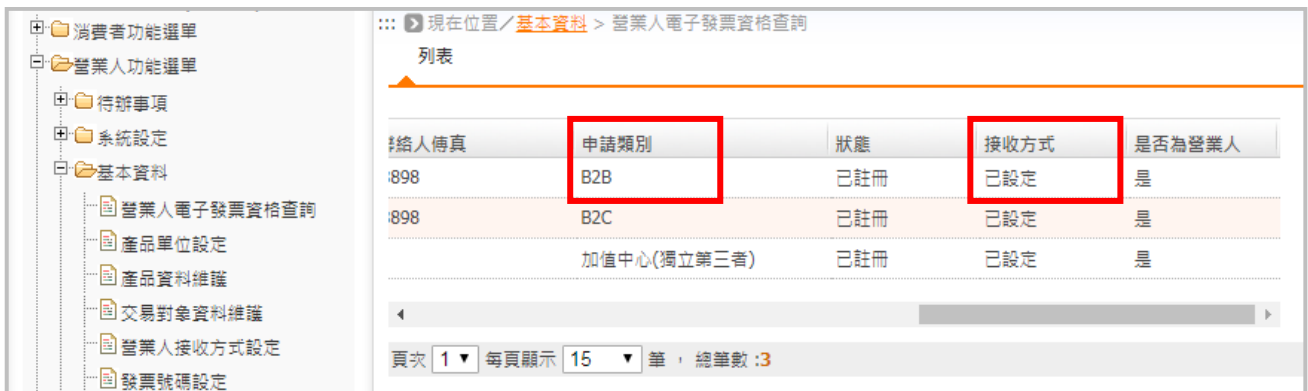 消費者功能選單
營業人功能選單
待辦事項
系統設定
基本資料
營業人電子發票資格查詢
產品單位設定
產品資料維護
交易對象資料維護
營業人接收方式設定
發票號碼設定
::: 現在位置／基本資料 > 營業人電子發票資格查詢
列表
絡人傳真 申請類別 狀態 接收方式 是否為營業人
898 B2B 已註冊 已設定 是
898 B2C 已註冊 已設定 是
加值中心(獨立第三者) 已註冊 已設定 是
頁次 1 每頁顯示 15 筆 ， 總筆數 :3